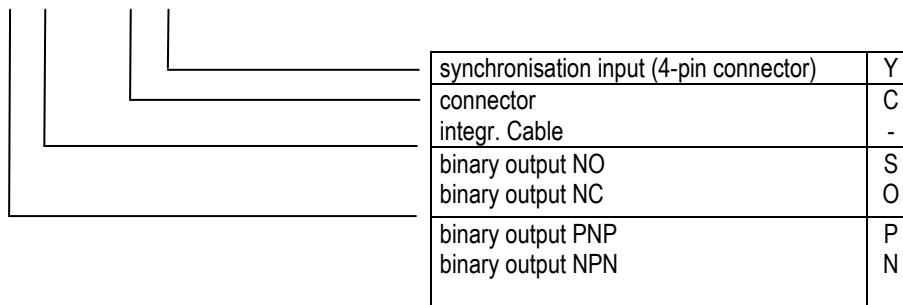 synchronisation input (4-pin connector) Y
connector C
integr. Cable -
binary output NO S
binary output NC O
binary output PNP P
binary output NPN N